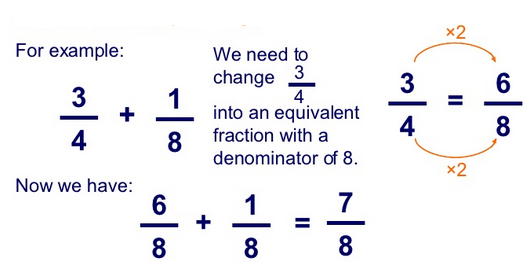 For example:
3/4 + 1/8
We need to
change 3/4
into an equivalent
fraction with a
denominator of 8.
×2
3/4 = 6/8
×2
Now we have:
6/8 + 1/8 = 7/8